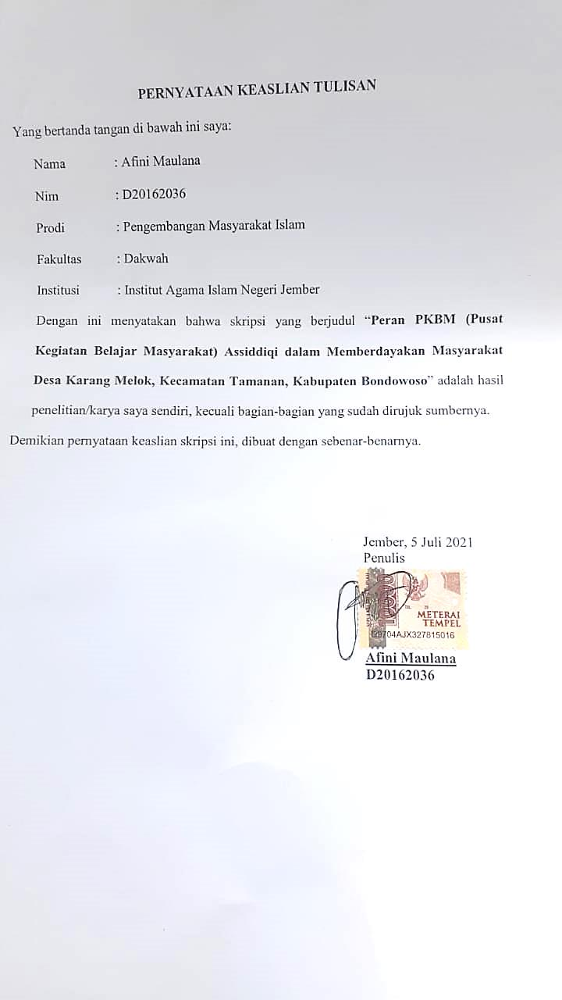 PERNYATAAN KEASLIAN TULISAN
Yang bertanda tangan di bawah ini saya:
Nama : Afini Maulana
Nim : D20162036
Prodi : Pengembangan Masyarakat Islam
Fakultas : Dakwah
Institusi : Institut Agama Islam Negeri Jember
Dengan ini menyatakan bahwa skripsi yang berjudul “Peran PKBM (Pusat
Kegiatan Belajar Masyarakat) Assiddiqi dalam Memberdayakan Masyarakat
Desa Karang Melok, Kecamatan Tamanan, Kabupaten Bondowoso” adalah hasil
penelitian/karya saya sendiri, kecuali bagian-bagian yang sudah dirujuk sumbernya.
Demikian pernyataan keaslian skripsi ini, dibuat dengan sebenar-benarnya.
Jember, 5 Juli 2021
Penulis
METERAI
TEMPEL
Afini Maulana
D20162036